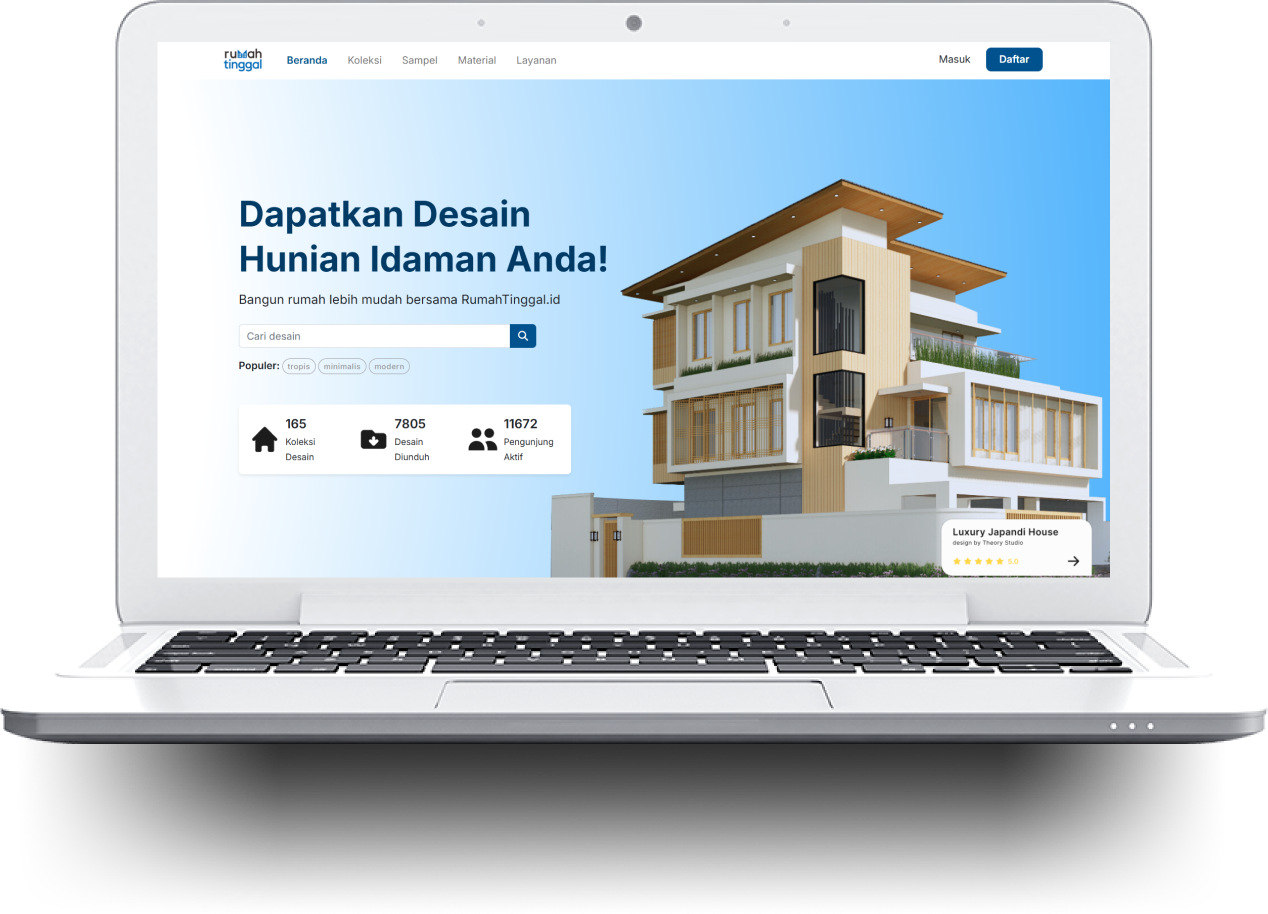 rumah
tinggal
Beranda
Koleksi
Sampel
Material
Layanan
Masuk
Daftar
Dapatkan Desain
Hunian Idaman Anda!
Bangun rumah lebih mudah bersama RumahTinggal.id
Cari desain
Populer: tropis minimalis modern
165
Koleksi
Desain
7805
Desain
Diunduh
11672
Pengunjung
Aktif
Luxury Japandi House
design by Theory Studio
5.0